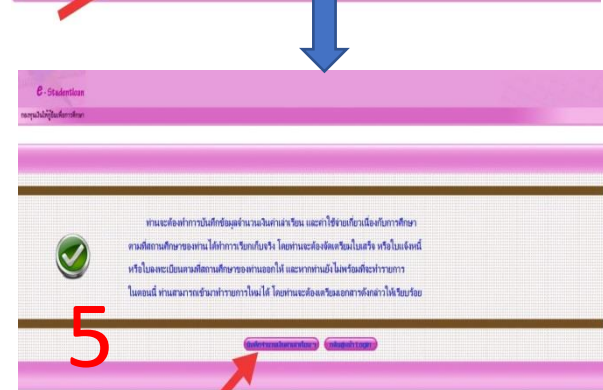 e-Studentloan
กองทุนเงินให้กู้ยืมเพื่อการศึกษา
ท่านจะต้องทำการบันทึกข้อมูลจำนวนเงินค่าเล่าเรียน และค่าใช้จ่ายเกี่ยวเนื่องกับการศึกษา
ตามที่สถานศึกษาของท่านได้ทำการเรียกเก็บจริง โดยท่านจะต้องจัดเตรียมใบเสร็จ หรือใบแจ้งหนี้
หรือใบลงทะเบียนตามที่สถานศึกษาของท่านออกให้ และหากท่านยังไม่พร้อมที่จะทำรายการ
ในตอนนี้ ท่านสามารถเข้ามาทำรายการใหม่ได้ โดยท่านจะต้องเตรียมเอกสารดังกล่าวให้เรียบร้อย
5
กลับสู่หน้า Login